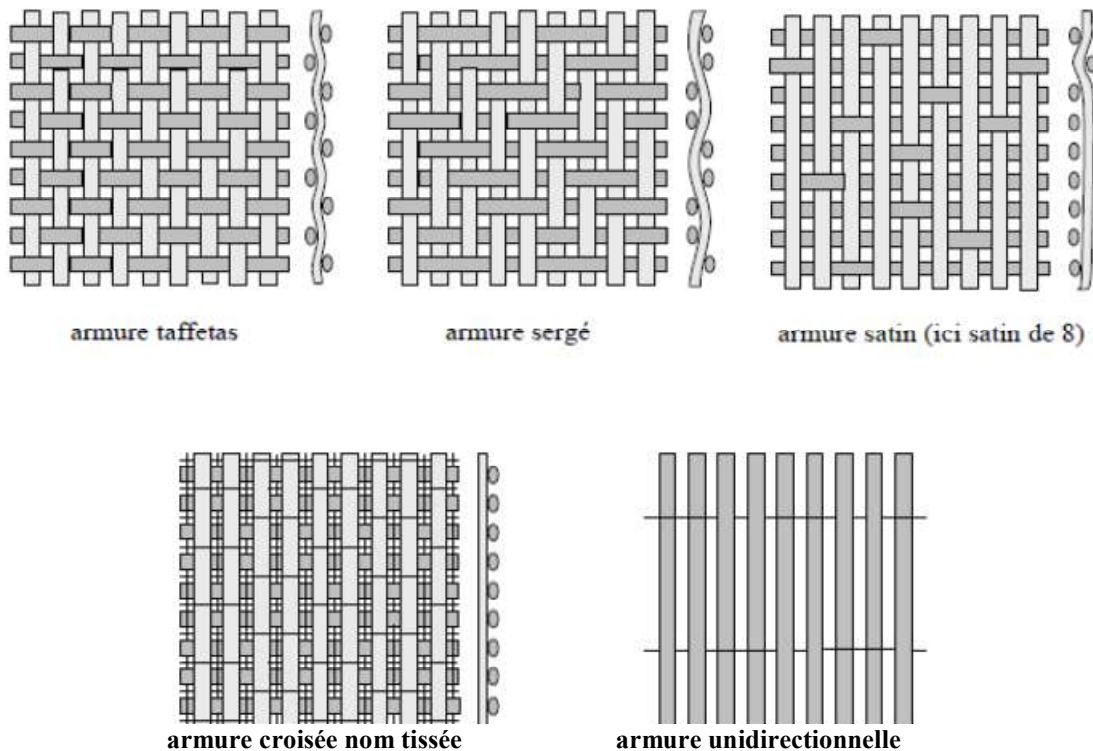 armure taffetas
armure sergé
armure satin (ici satin de 8)
armure croisée nom tissée
armure unidirectionnelle